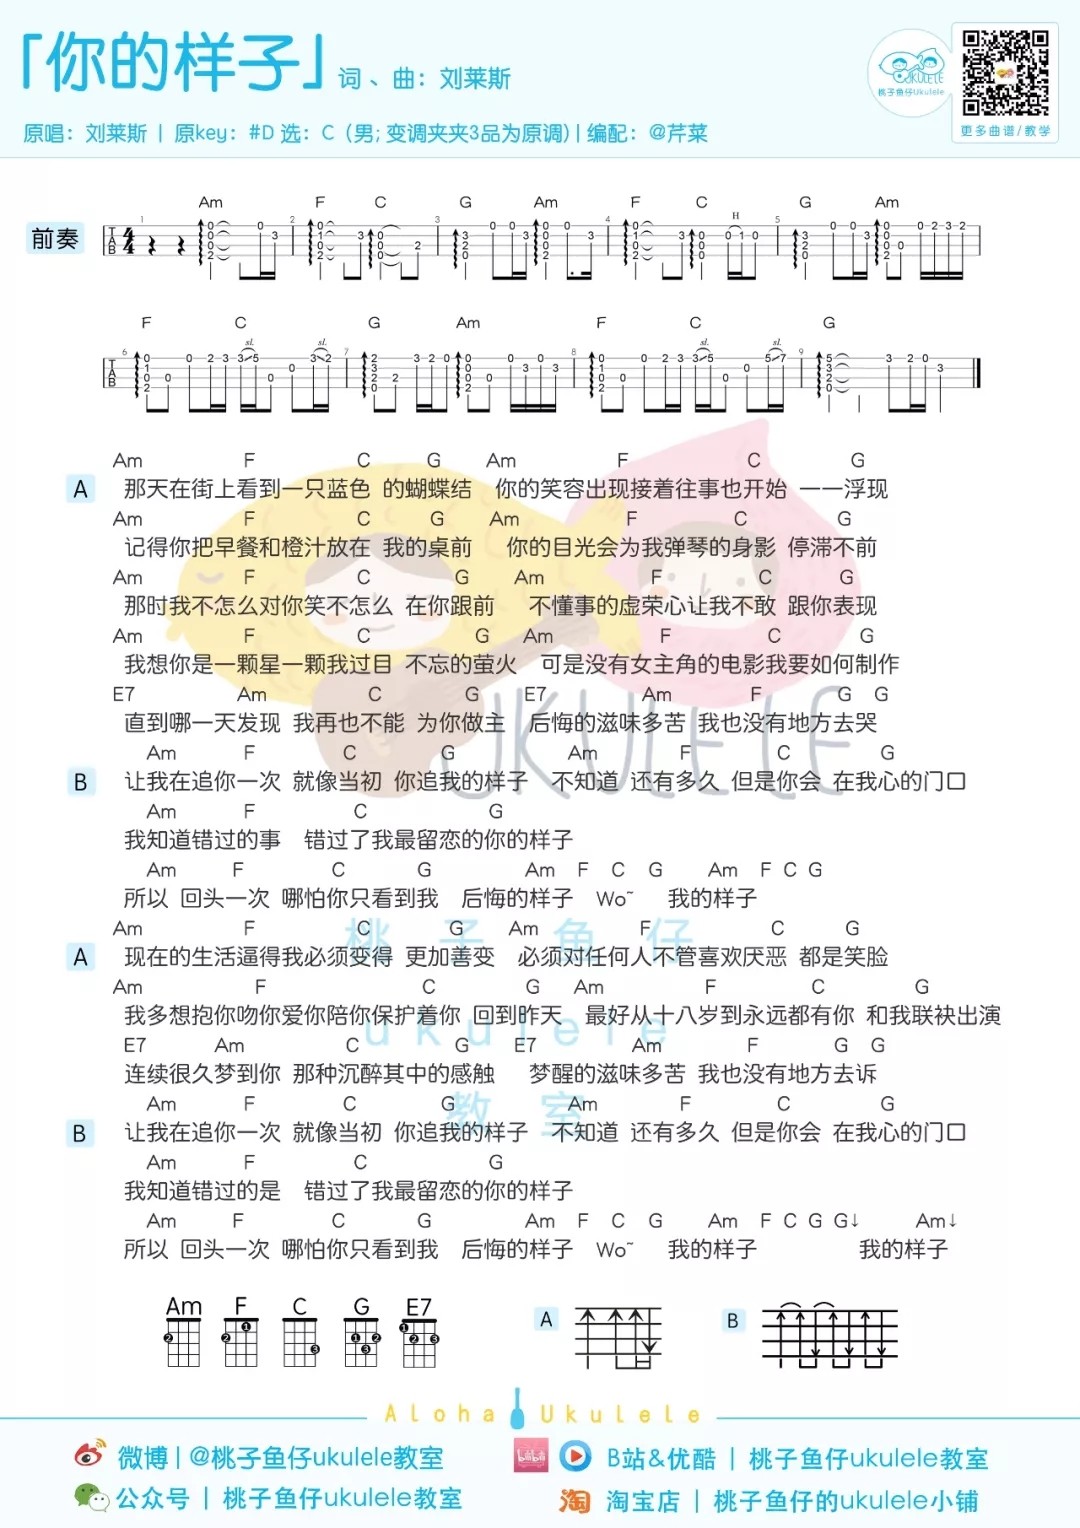 「你的样子」词、曲：刘莱斯
桃子鱼仔Ukulele
更多曲谱/教学
原唱：刘莱斯 | 原key：#D 选：C（男；变调夹夹3品为原调）| 编配：@芹菜
Am F C G Am F C G Am
前奏
F C G Am F C G
Am F C G Am F C G
A 那天在街上看到一只蓝色 的蝴蝶结 你的笑容出现接着往事也开始 一一浮现
Am F C G Am F C G
记得你把早餐和橙汁放在 我的桌前 你的目光会为我弹琴的身影 停滞不前
Am F C G Am F C G
那时我不怎么对你笑不怎么 在你跟前 不懂事的虚荣心让我不敢 跟你表现
Am F C G Am F C G
我想你是一颗星一颗我过目 不忘的萤火 可是没有女主角的电影我要如何制作
E7 Am C G E7 Am F G G
直到哪一天发现 我再也不能 为你做主 后悔的滋味多苦 我也没有地方去哭
Am F C G Am F C G
B 让我在追你一次 就像当初 你追我的样子 不知道 还有多久 但是你会 在我心的门口
Am F C G
我知道错过的事 错过了我最留恋的你的样子
Am F C G Am F C G Am F C G
所以 回头一次 哪怕你只看到我 后悔的样子 Wo~ 我的样子
Am F C G Am F C G
A 现在的生活逼得我必须变得 更加善变 必须对任何人不管喜欢厌恶 都是笑脸
Am F C G Am F C G
我多想抱你吻你爱你陪你保护着你 回到昨天 最好从十八岁到永远都有你 和我联袂出演
E7 Am C G E7 Am F G G
连续很久梦到你 那种沉醉其中的感触 梦醒的滋味多苦 我也没有地方去诉
Am F C G Am F C G
B 让我在追你一次 就像当初 你追我的样子 不知道 还有多久 但是你会 在我心的门口
Am F C G
我知道错过的是 错过了我最留恋的你的样子
Am F C G Am F C G Am F C G G↓ Am↓
所以 回头一次 哪怕你只看到我 后悔的样子 Wo~ 我的样子 我的样子
UKULELE
桃子鱼仔
ukulele
教室
Am F C G E7 A B
Aloha Ukulele
微博 | @桃子鱼仔ukulele教室 B站&优酷 | 桃子鱼仔ukulele教室
公众号 | 桃子鱼仔ukulele教室 淘 淘宝店 | 桃子鱼仔的ukulele小铺